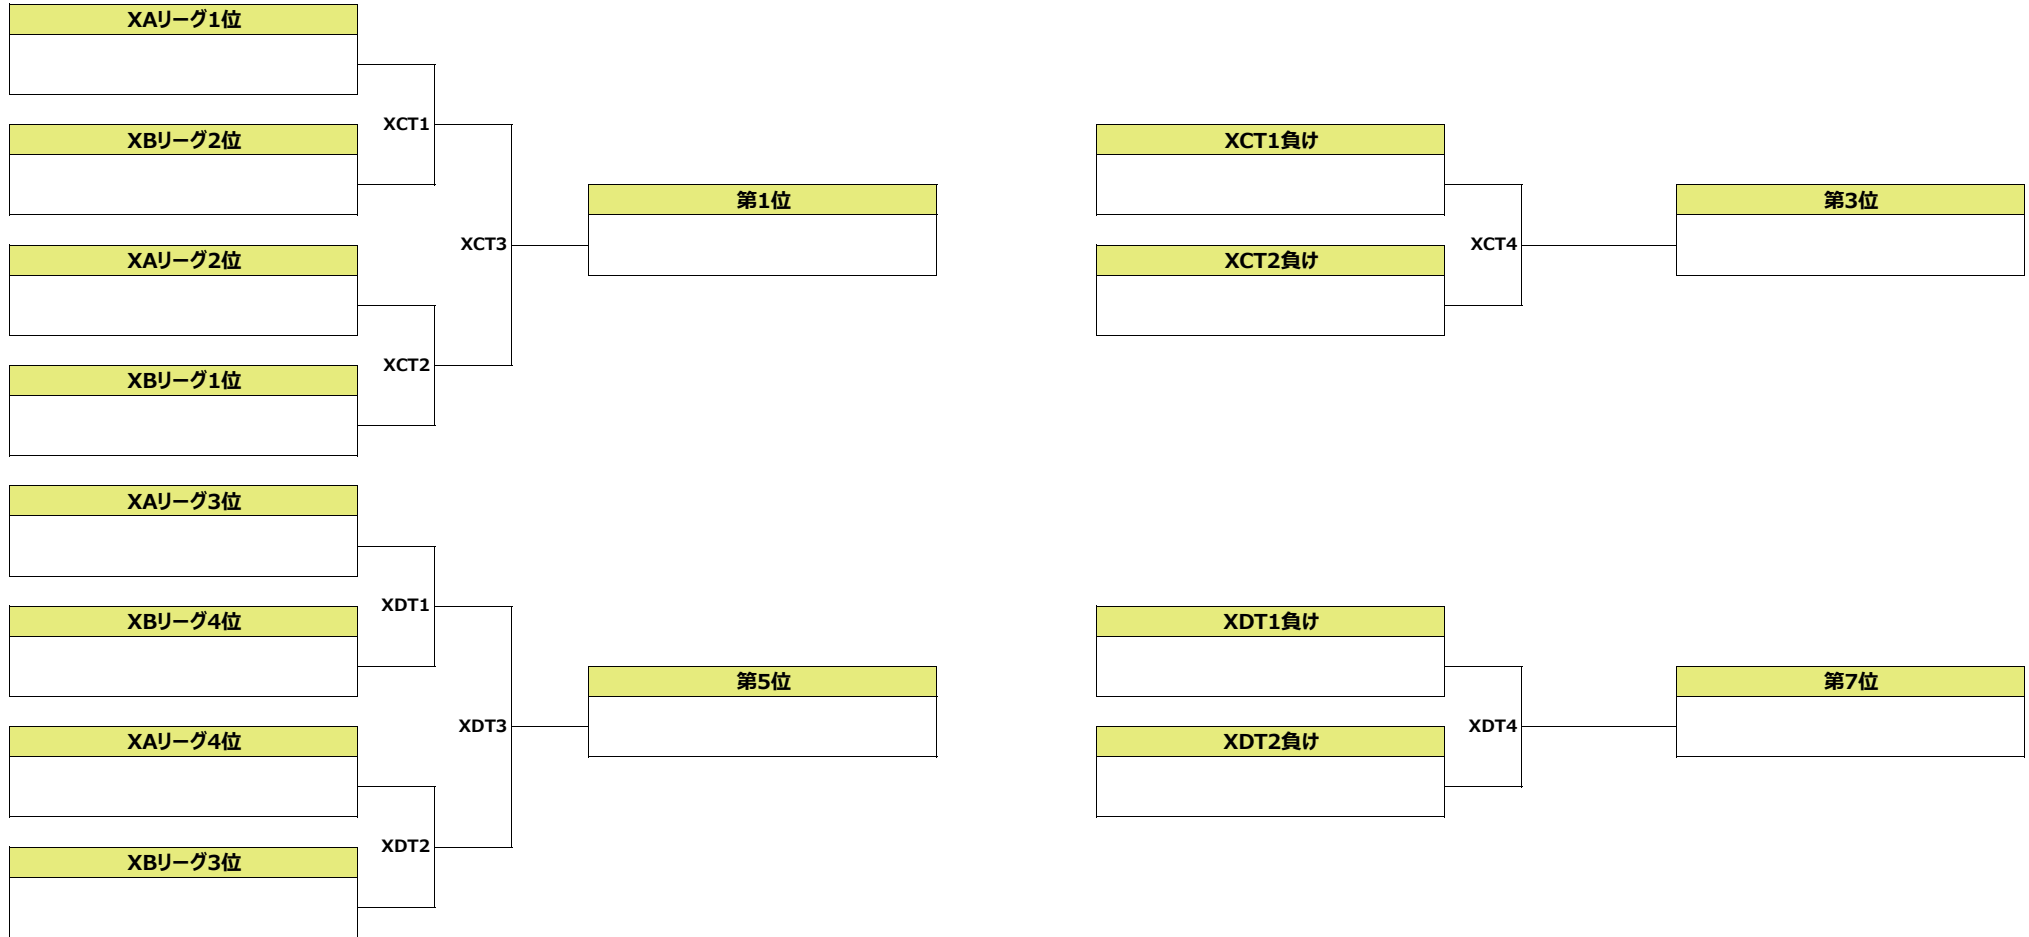 XAリーグ1位
XCT1
XBリーグ2位
XCT1負け
第1位
第3位
XCT3
XCT4
XAリーグ2位
XCT2負け
XCT2
XBリーグ1位
XAリーグ3位
XDT1
XBリーグ4位
XDT1負け
第5位
第7位
XDT3
XDT4
XAリーグ4位
XDT2負け
XDT2
XBリーグ3位